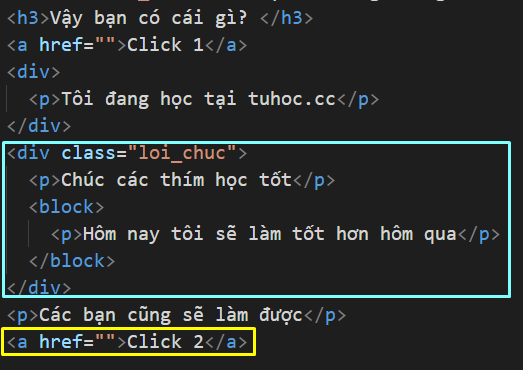 <h3>Vậy bạn có cái gì? </h3>
<a href="">Click 1</a>
<div>
<p>Tôi đang học tại tuhoc.cc</p>
</div>
<div class="loi_chuc">
<p>Chúc các thím học tốt</p>
<block>
<p>Hôm nay tôi sẽ làm tốt hơn hôm qua</p>
</block>
</div>
<p>Các bạn cũng sẽ làm được</p>
<a href="">Click 2</a>